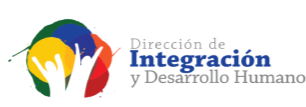 Dirección de
Integración
y Desarrollo Humano